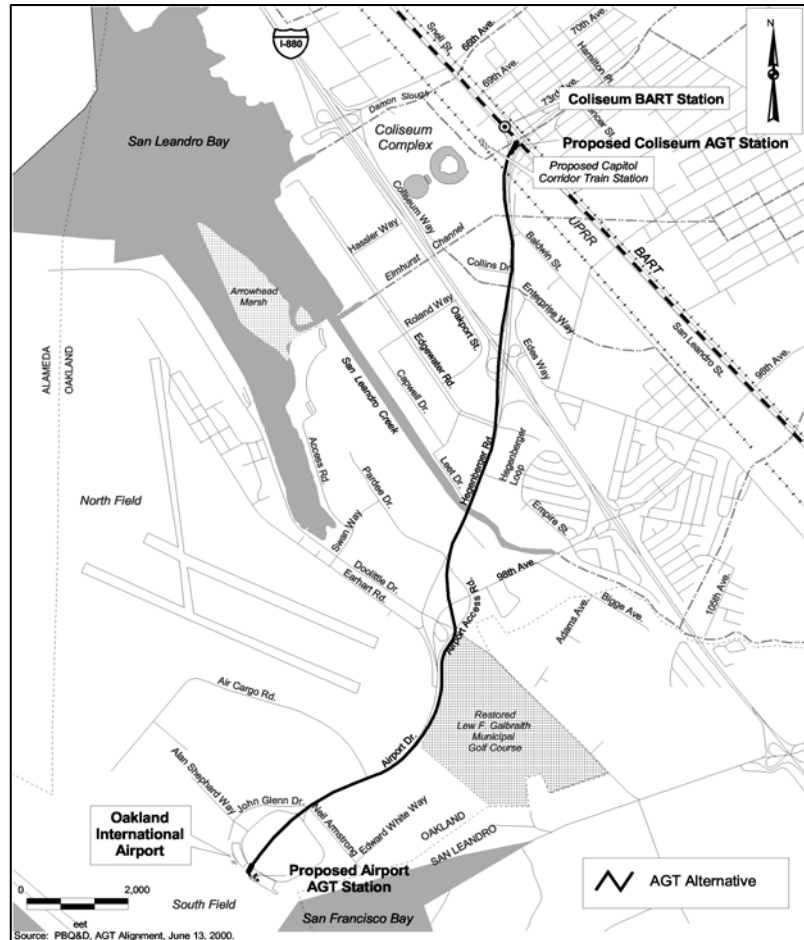 I-880
Snell St.
66th Ave.
70th Ave.
Hamilton Pl.
69th Ave.
73rd Ave.
N
Damon Slough
Coliseum BART Station
San Leandro Bay
Coliseum
Complex
Proposed Coliseum AGT Station
Proposed Capitol
Corridor Train Station
Coliseum Way
Hassler Way
Elmhurst Channel
UPRR
BART
Baldwin St.
Collins Dr.
Arrowhead
Marsh
Roland Way
Oakport St.
Enterprise Way
Edgewater Rd.
San Leandro St.
98th Ave.
ALAMEDA
OAKLAND
San Leandro Creek
Capwell Dr.
Edes Way
Access Rd.
Leet Dr.
Hegenberger Rd.
Hegenberger
Loop
Pardee Dr.
North Field
Empire St.
Swan Way
Doolittle Dr.
Earhart Rd.
98th Ave.
105th Ave.
Airport Access Rd.
Adams Ave.
Bigge Ave.
Air Cargo Rd.
Restored
Lew F. Galbraith
Municipal
Golf Course
Airport Dr.
Alan Shephard Way
John Glenn Dr.
Neil Armstrong
Edward White Way
OAKLAND
SAN LEANDRO
Oakland
International
Airport
Proposed Airport
AGT Station
AGT Alternative
0 2,000
eet
South Field
San Francisco Bay
Source: PBQ&D, AGT Alignment, June 13, 2000.